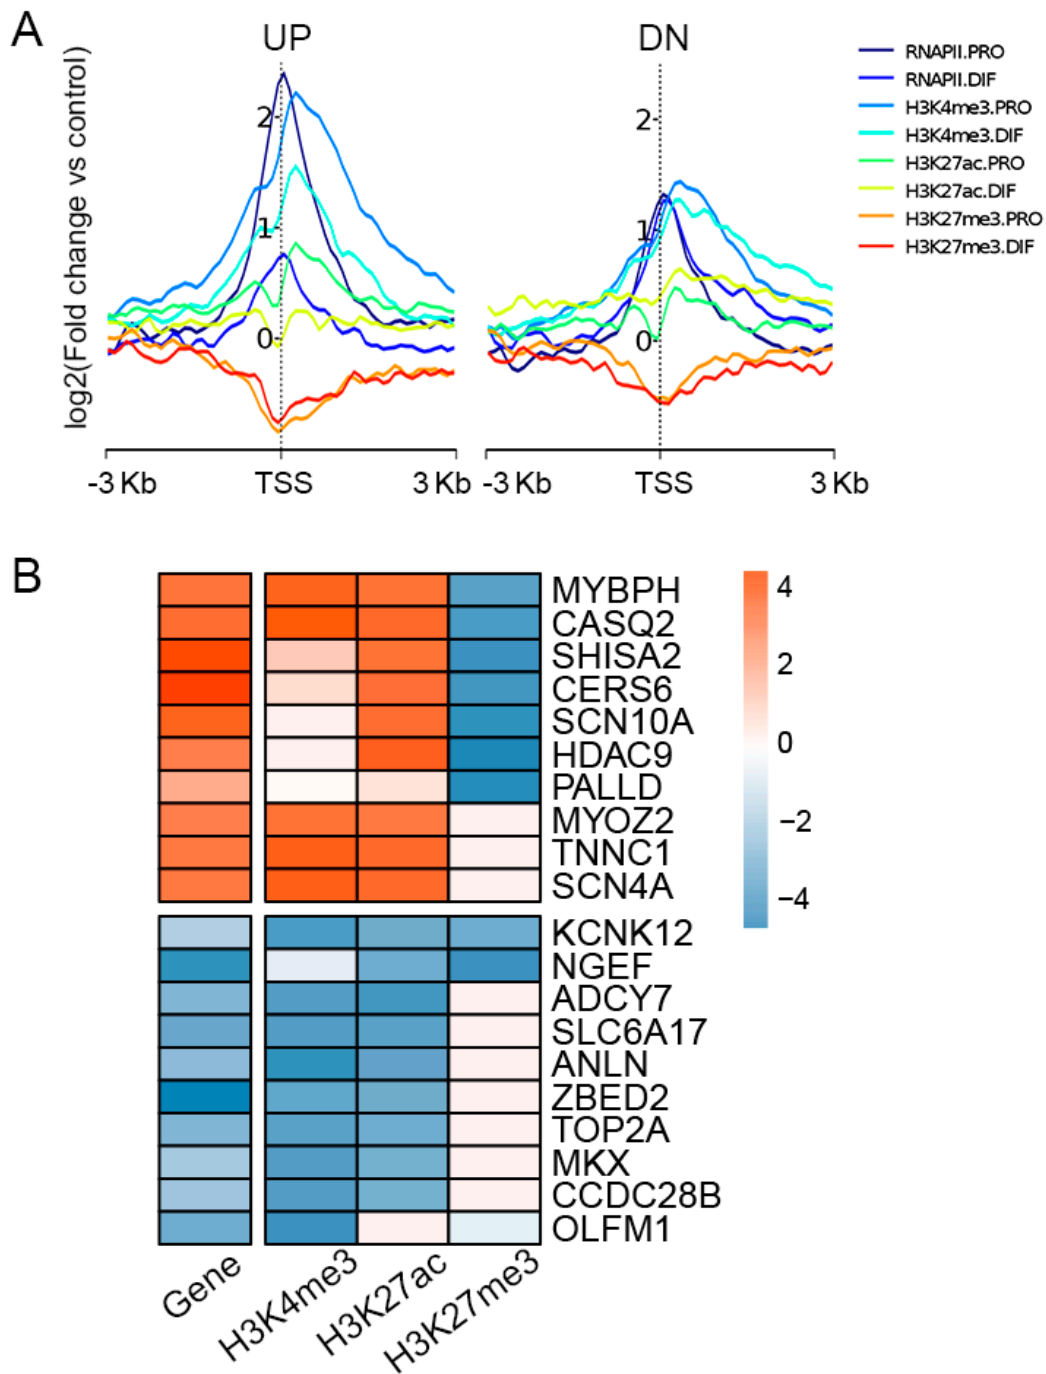 A
UP
DN
log2(Fold change vs control)
2
1
0
2
1
0
-3 Kb
TSS
3 Kb
-3 Kb
TSS
3 Kb
RNAPII.PRO
RNAPII.DIF
H3K4me3.PRO
H3K4me3.DIF
H3K27ac.PRO
H3K27ac.DIF
H3K27me3.PRO
H3K27me3.DIF
B
MYBPH
CASQ2
SHISA2
CERS6
SCN10A
HDAC9
PALLD
MYOZ2
TNNC1
SCN4A
KCNK12
NGEF
ADCY7
SLC6A17
ANLN
ZBED2
TOP2A
MKX
CCDC28B
OLFM1
4
2
0
−2
−4
Gene
H3K4me3
H3K27ac
H3K27me3